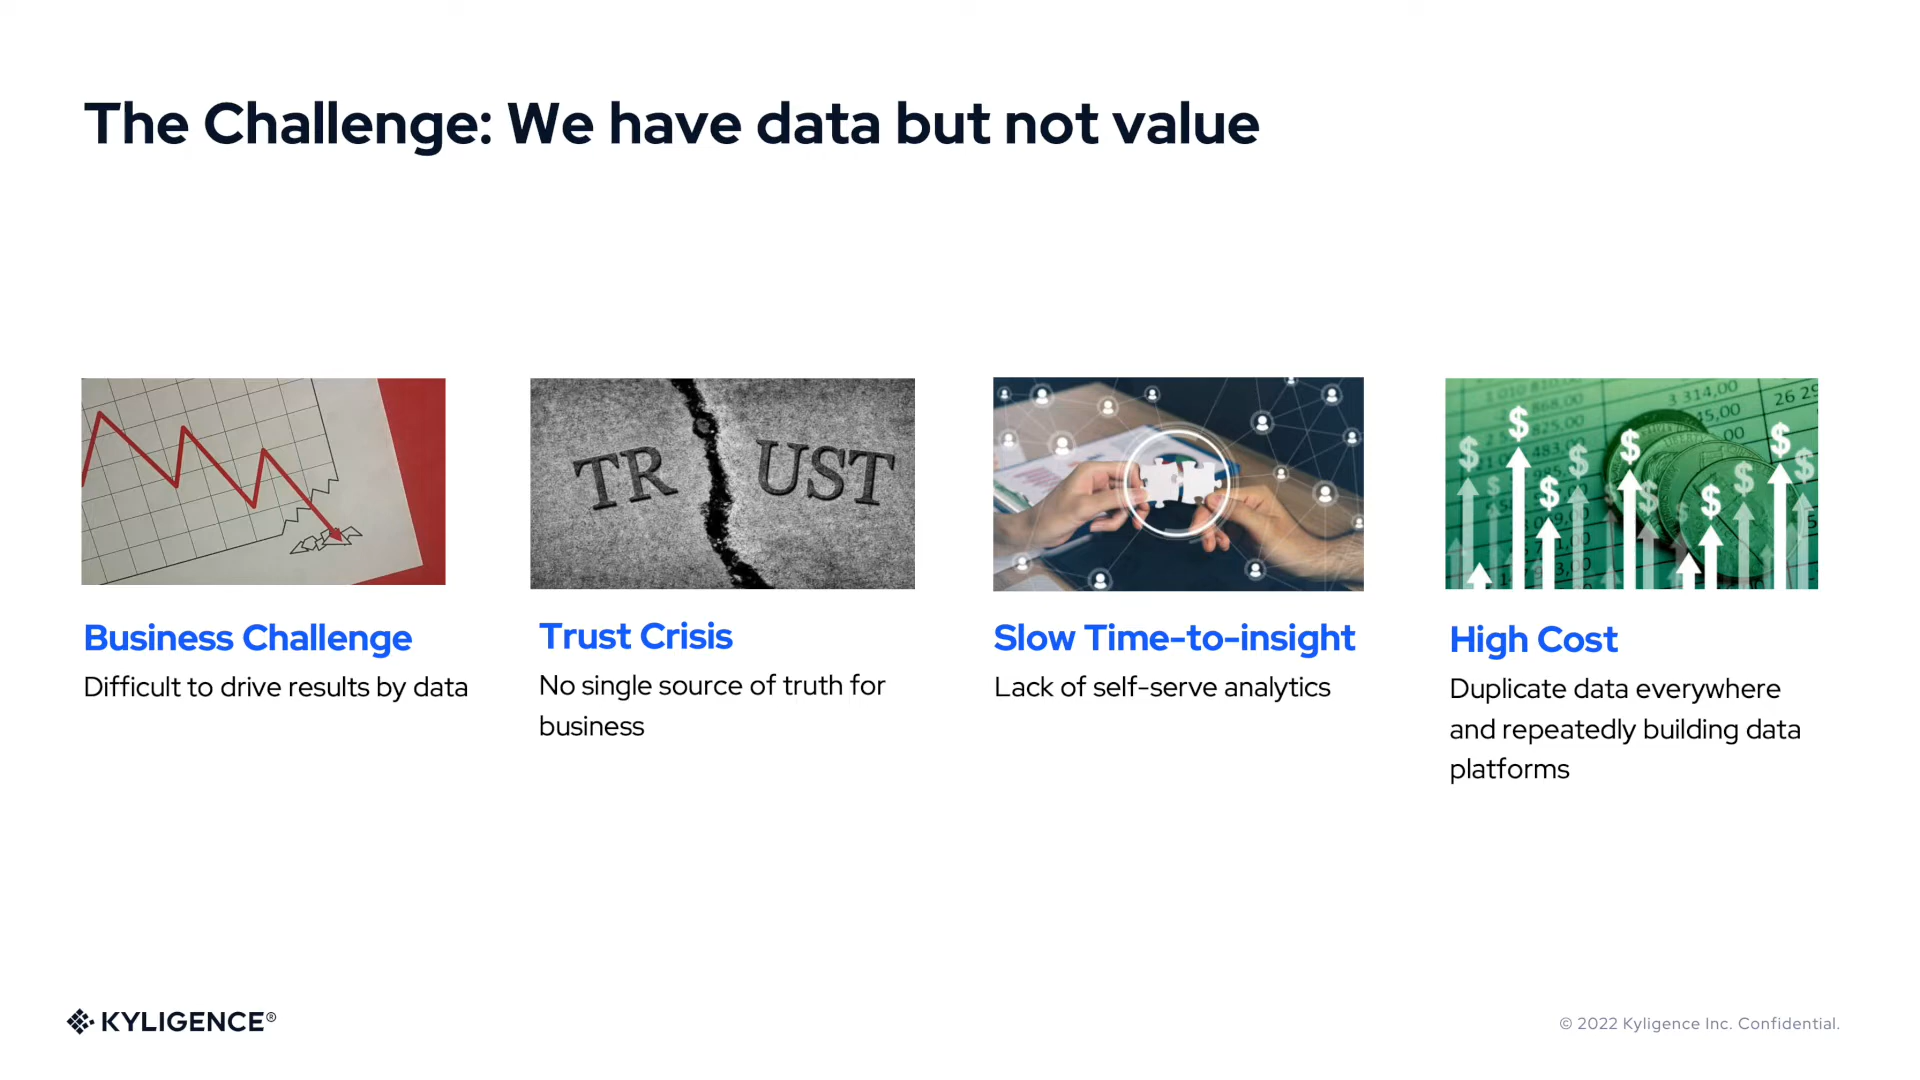 The Challenge: We have data but not value
TR UST
Business Challenge
Difficult to drive results by data
Trust Crisis
No single source of truth for
business
Slow Time-to-insight
Lack of self-serve analytics
High Cost
Duplicate data everywhere
and repeatedly building data
platforms
KYLIGENCE®
© 2022 Kyligence Inc. Confidential.